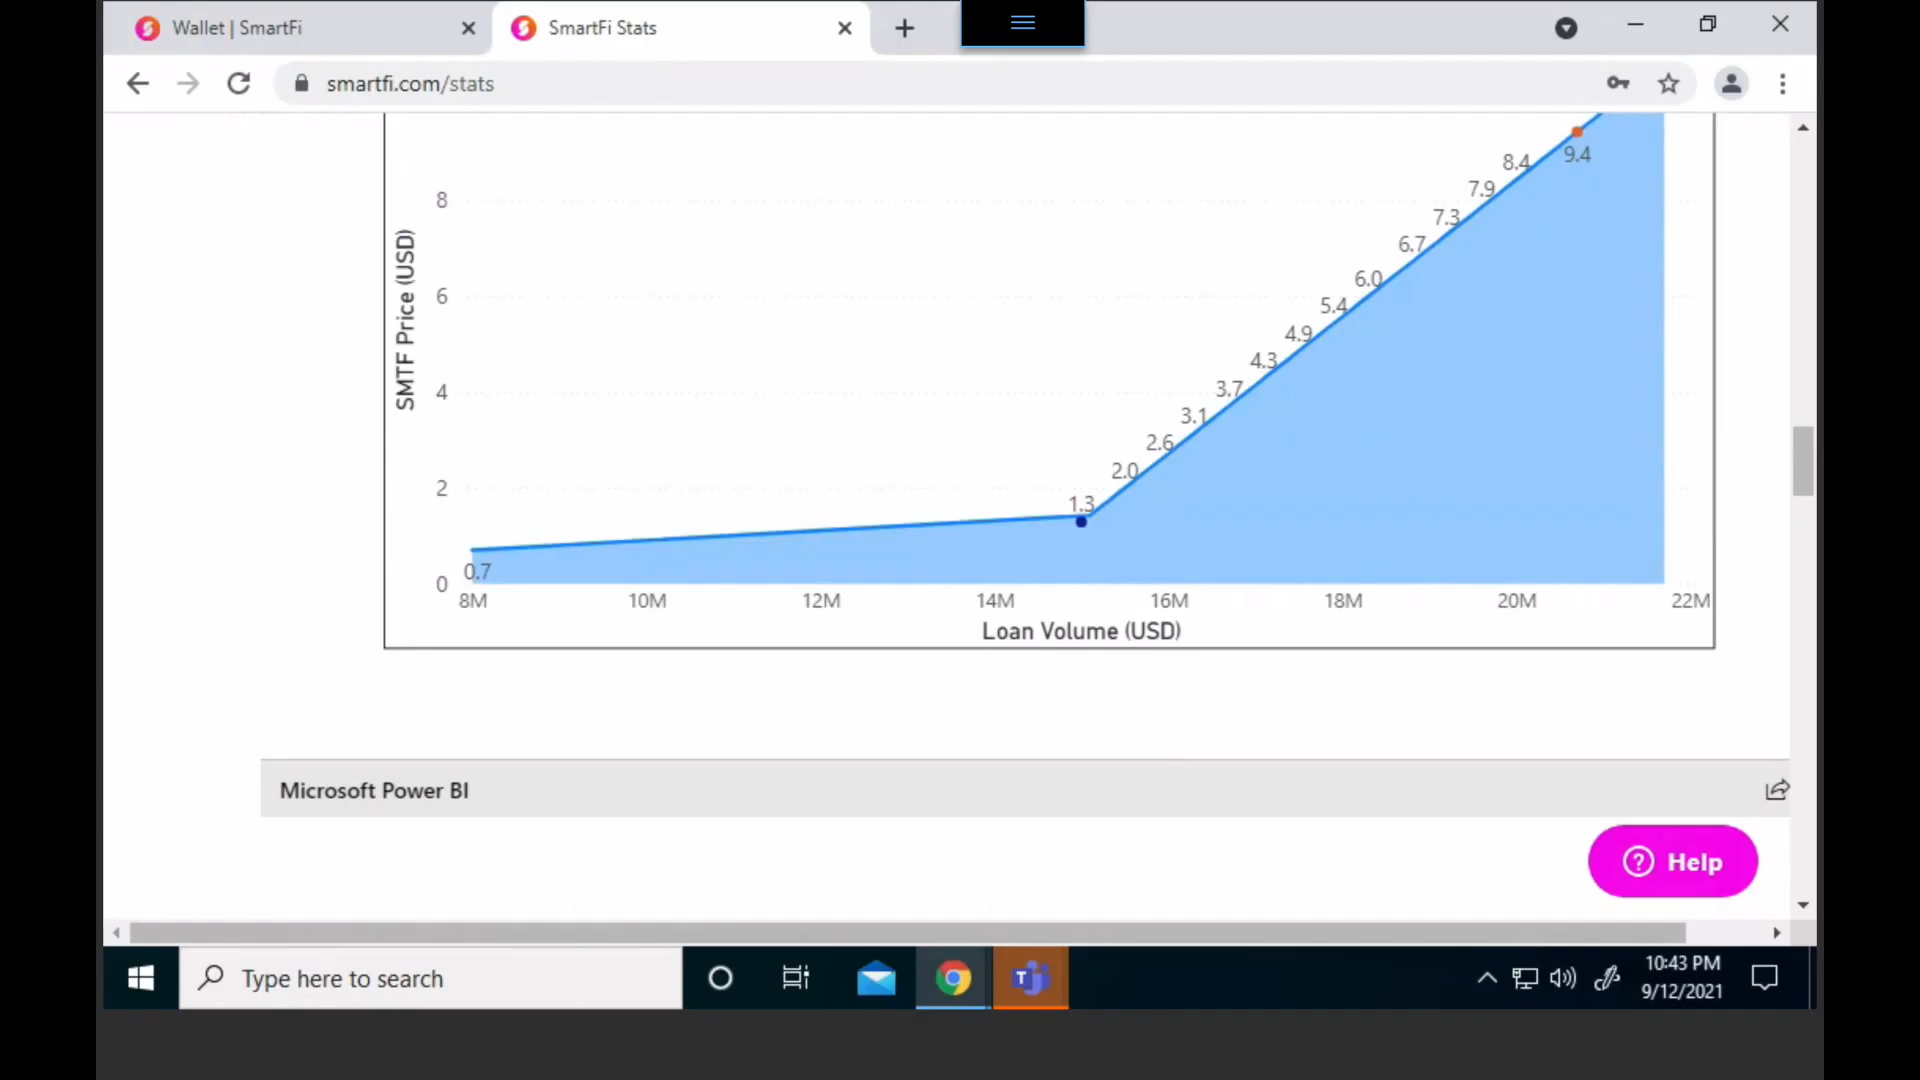 Wallet | SmartFi
SmartFi Stats
smartfi.com/stats
9.4
8.4
7.9
7.3
6.7
6.0
5.4
4.9
4.3
3.7
3.1
2.6
2.0
1.3
0.7
8
6
4
2
0
SMTF Price (USD)
8M 10M 12M 14M 16M 18M 20M 22M
Loan Volume (USD)
Microsoft Power BI
Help
Type here to search
10:43 PM
9/12/2021